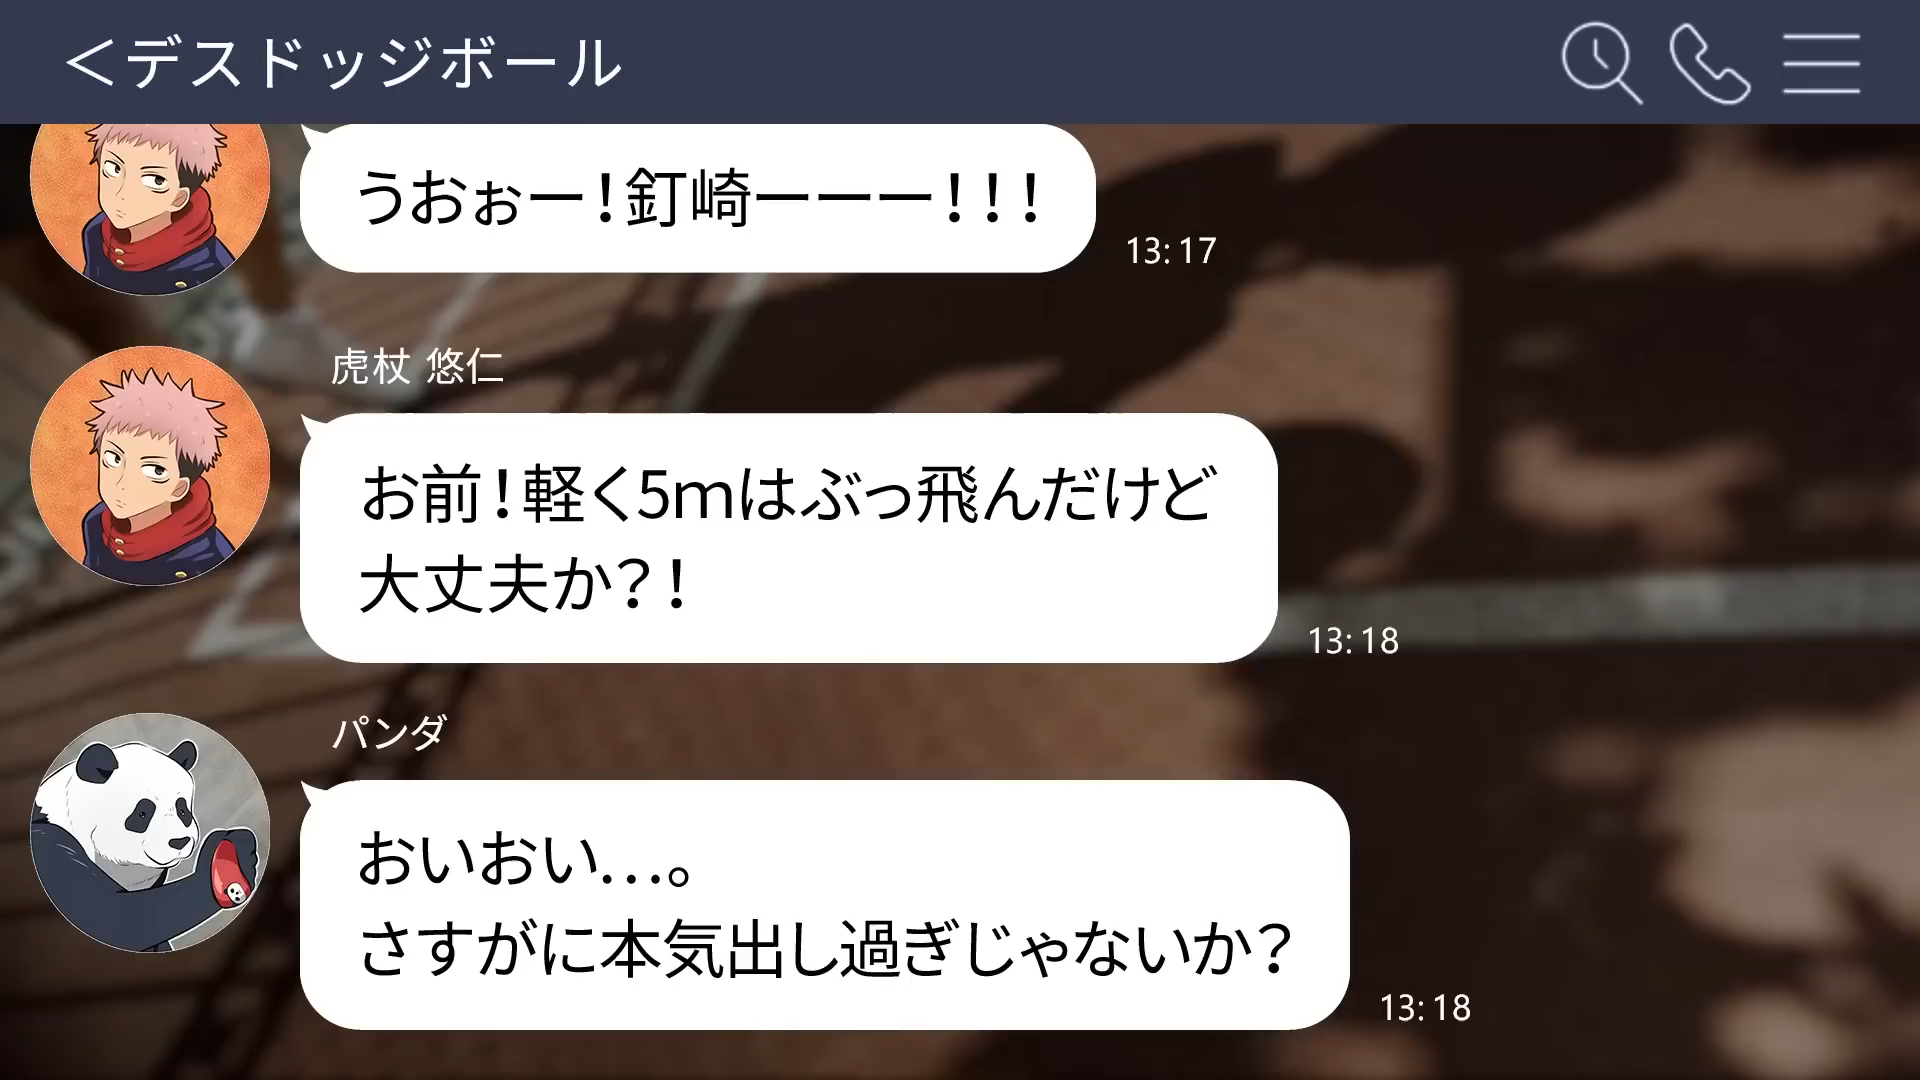 ＜デスドッジボール
うおぉー！釘崎ーーー！！！
13:17
虎杖 悠仁
お前！軽く5mはぶっ飛んだけど
大丈夫か？！
13:18
パンダ
おいおい…。
さすがに本気出し過ぎじゃないか？
13:18